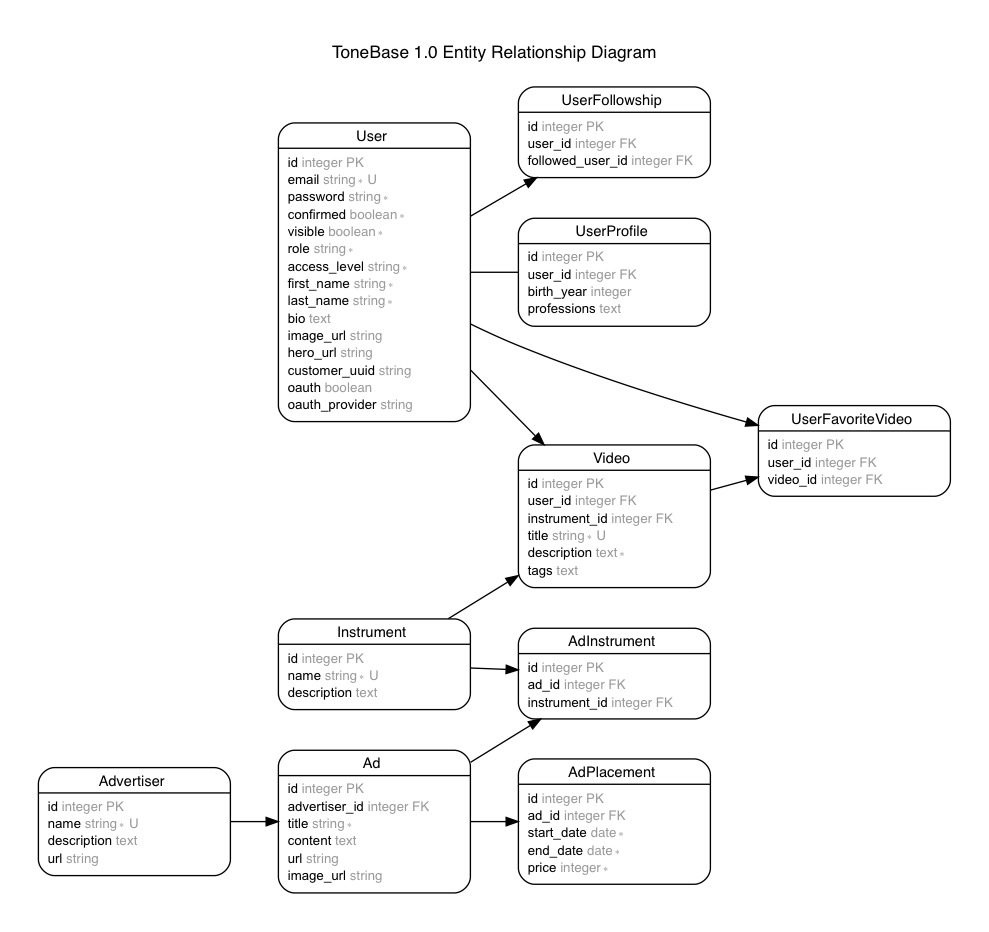 ToneBase 1.0 Entity Relationship Diagram
UserFollowship
id integer PK
user_id integer FK
followed_user_id integer FK
User
id integer PK
email string * U
password string *
confirmed boolean *
visible boolean *
role string *
access_level string *
first_name string *
last_name string *
bio text
image_url string
hero_url string
customer_uuid string
oauth boolean
oauth_provider string
UserProfile
id integer PK
user_id integer FK
birth_year integer
professions text
UserFavoriteVideo
id integer PK
user_id integer FK
video_id integer FK
Video
id integer PK
user_id integer FK
instrument_id integer FK
title string * U
description text *
tags text
Instrument
id integer PK
name string * U
description text
AdInstrument
id integer PK
ad_id integer FK
instrument_id integer FK
Advertiser
id integer PK
name string * U
description text
url string
Ad
id integer PK
advertiser_id integer FK
title string *
content text
url string
image_url string
AdPlacement
id integer PK
ad_id integer FK
start_date date *
end_date date *
price integer *